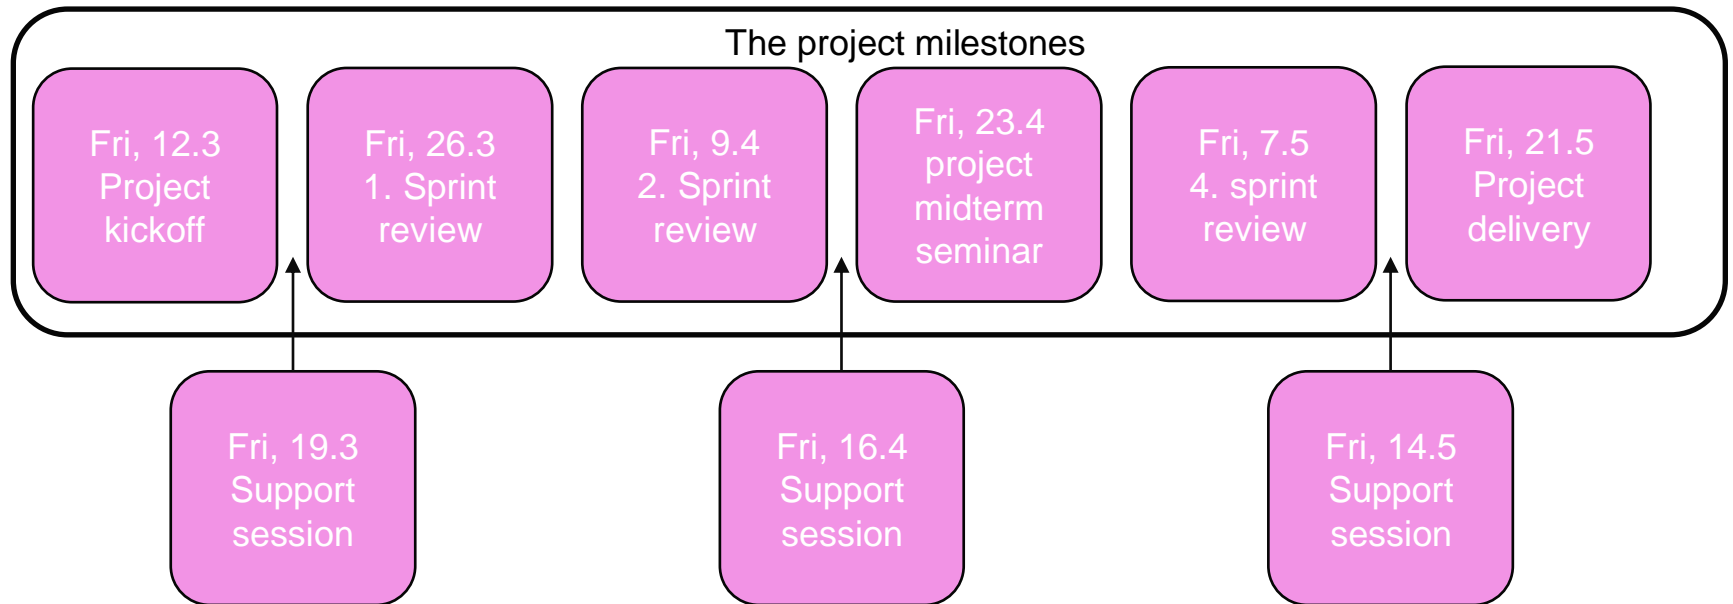 The project milestones
Fri, 12.3
Project
kickoff
Fri, 26.3
1. Sprint
review
Fri, 9.4
2. Sprint
review
Fri, 23.4
project
midterm
seminar
Fri, 7.5
4. sprint
review
Fri, 21.5
Project
delivery
Fri, 19.3
Support
session
Fri, 16.4
Support
session
Fri, 14.5
Support
session